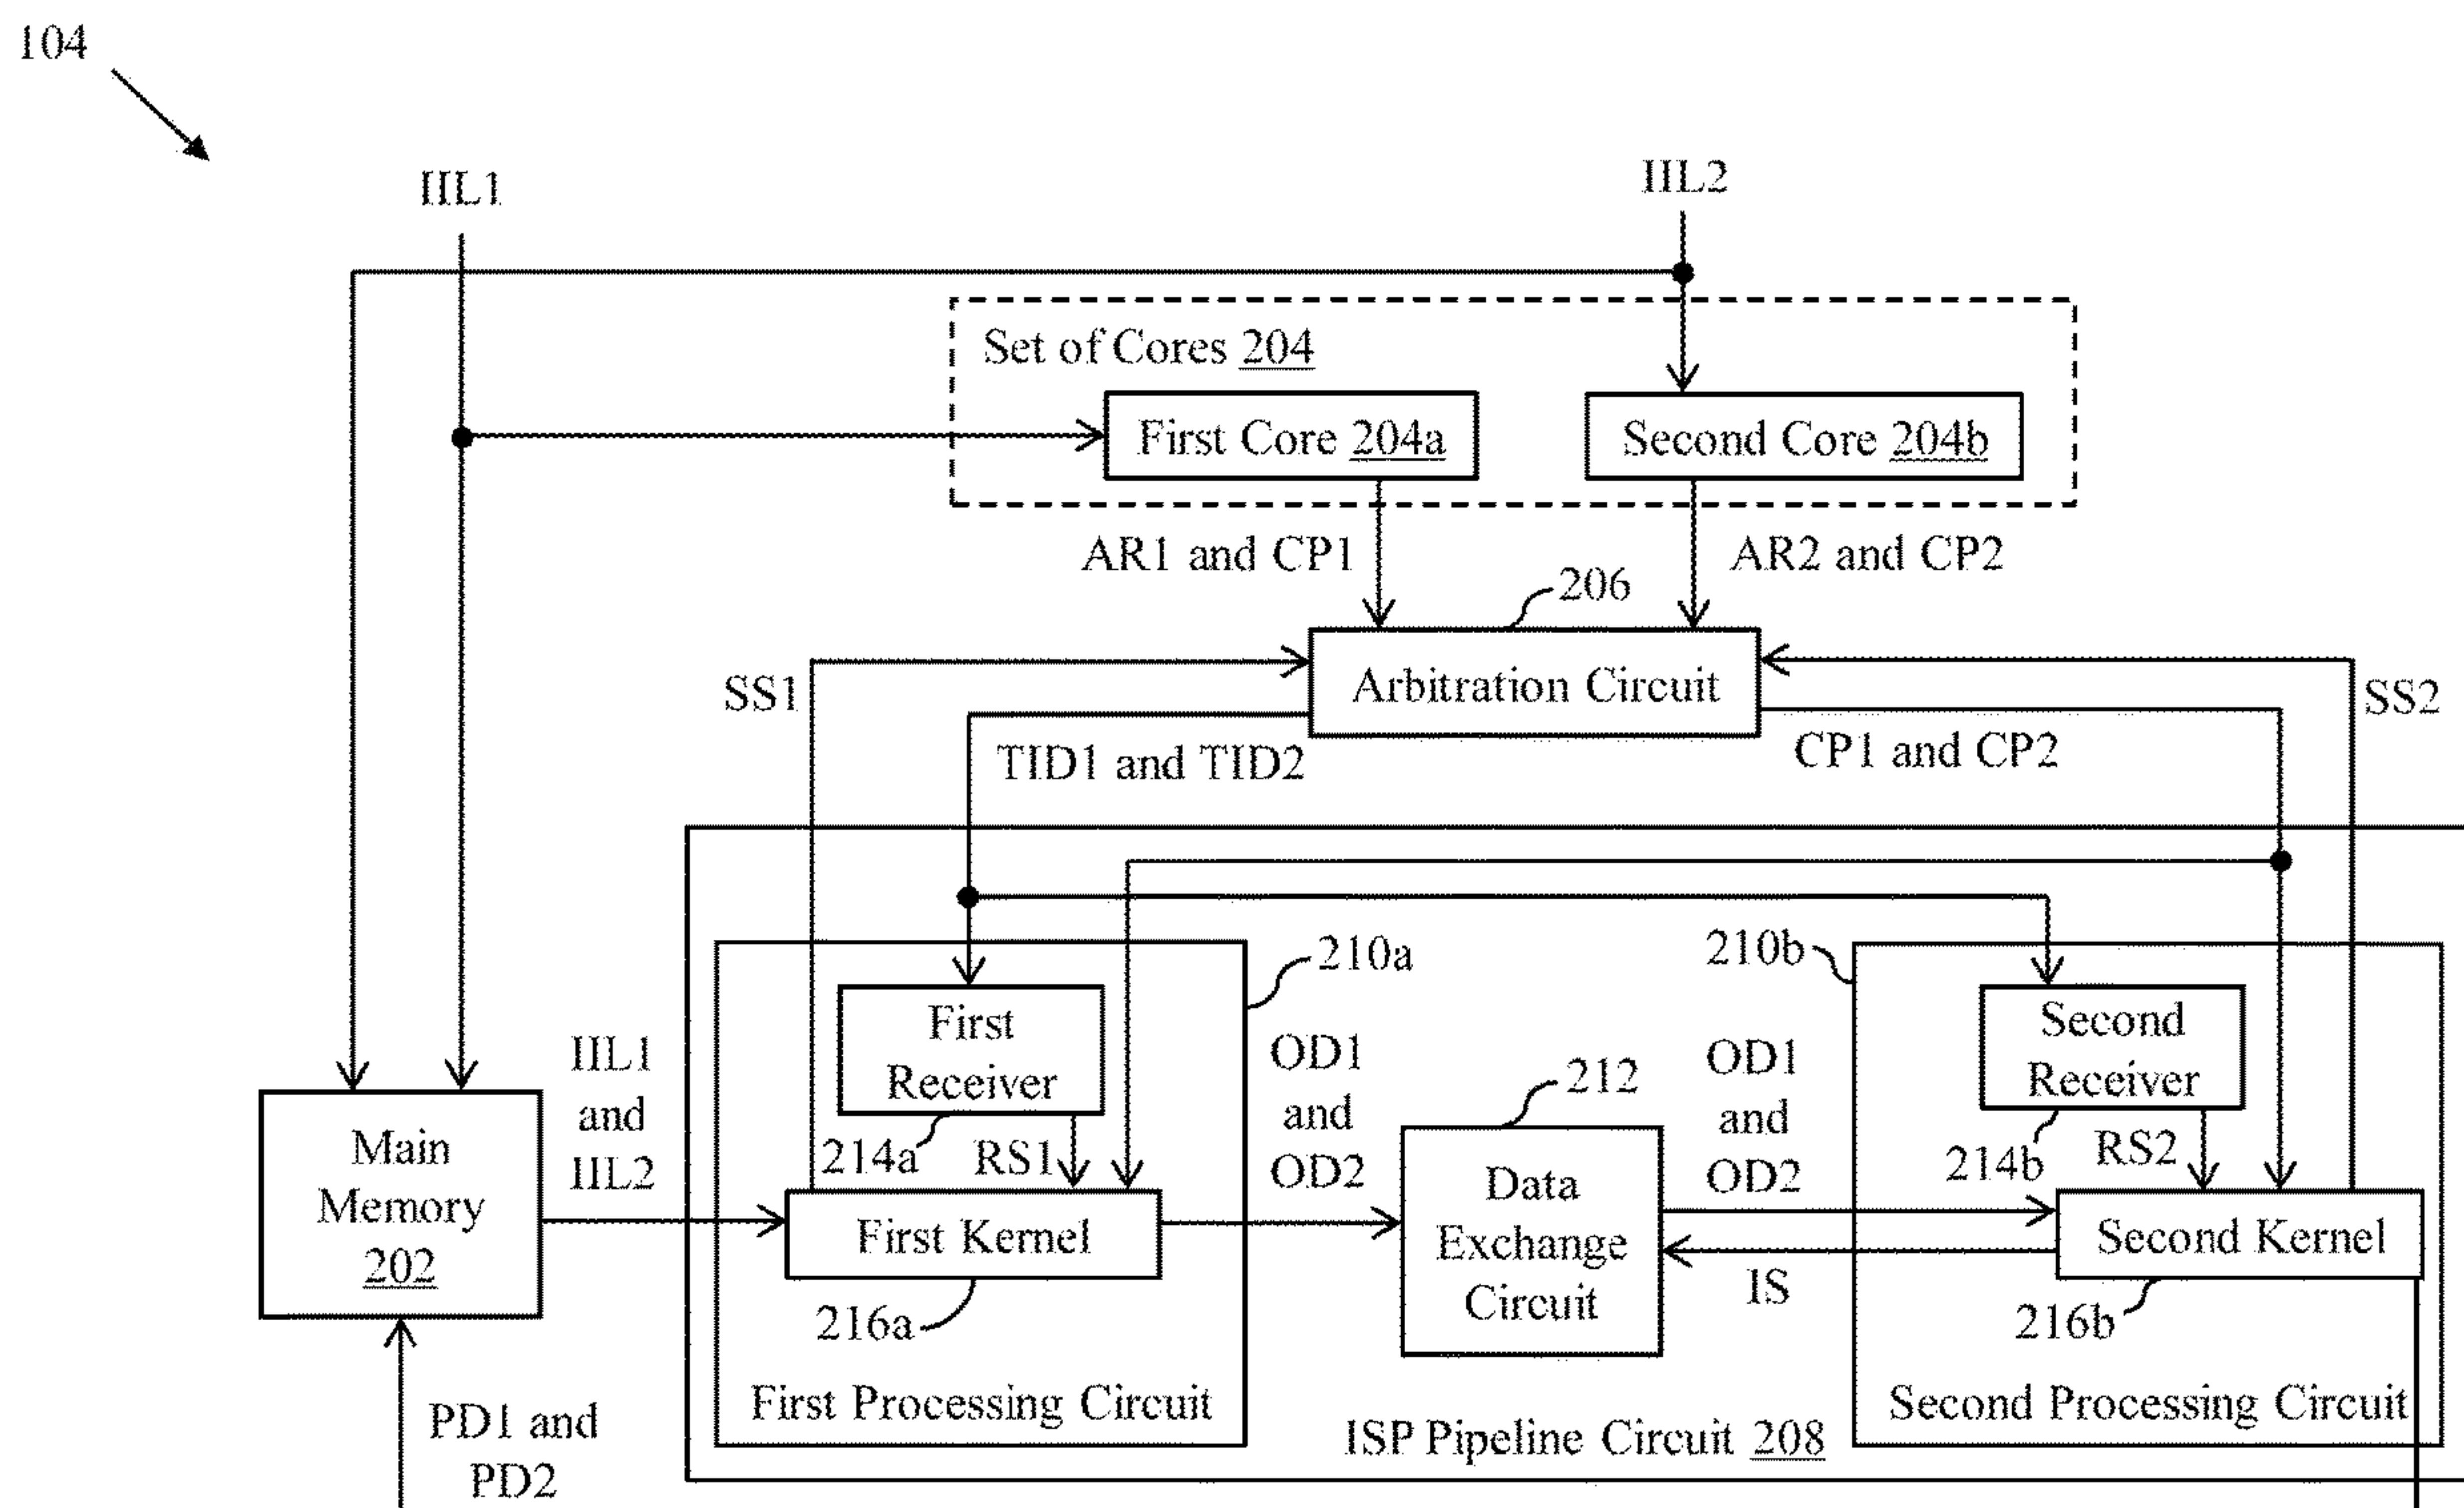 104
IIL1
IIL2
Set of Cores 204
First Core 204a
Second Core 204b
AR1 and CP1
AR2 and CP2
206
Arbitration Circuit
SS1
SS2
TID1 and TID2
CP1 and CP2
210a
210b
First
Receiver
Second
Receiver
214a
RS1
214b
RS2
IIL1
and
IIL2
OD1
and
OD2
212
OD1
and
OD2
Main
Memory
202
First Kernel
Data
Exchange
Circuit
Second Kernel
IS
216a
216b
First Processing Circuit
Second Processing Circuit
ISP Pipeline Circuit 208
PD1 and
PD2